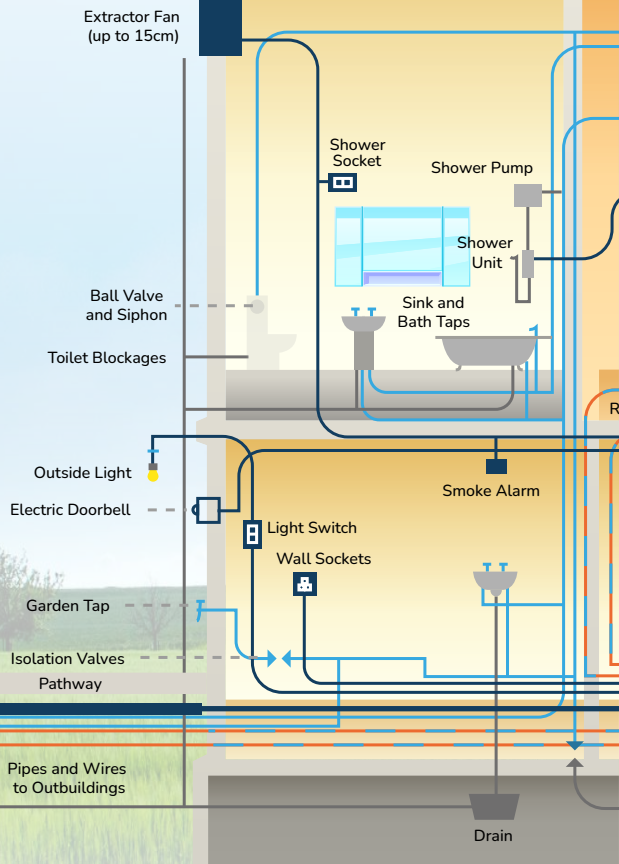 Extractor Fan
(up to 15cm)
Shower
Socket
Shower Pump
Shower
Unit
Ball Valve
and Siphon
Sink and
Bath Taps
Toilet Blockages
R
Outside Light
Smoke Alarm
Electric Doorbell
Light Switch
Wall Sockets
Garden Tap
Isolation Valves
Pathway
Pipes and Wires
to Outbuildings
Drain